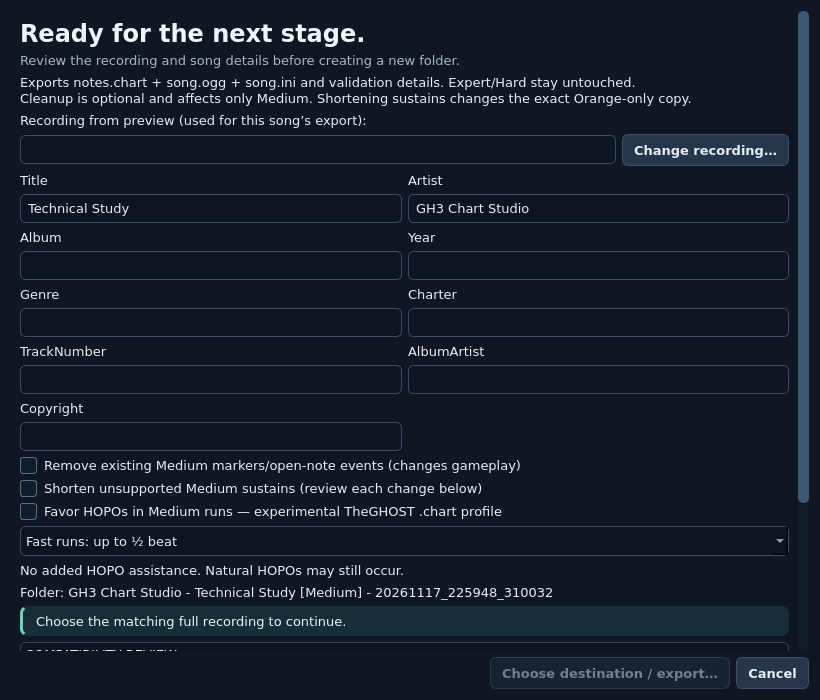 Ready for the next stage.
Review the recording and song details before creating a new folder.
Exports notes.chart + song.ogg + song.ini and validation details. Expert/Hard stay untouched.
Cleanup is optional and affects only Medium. Shortening sustains changes the exact Orange-only copy.
Recording from preview (used for this song’s export):
Change recording…
Title
Artist
Technical Study
GH3 Chart Studio
Album
Year
Genre
Charter
TrackNumber
AlbumArtist
Copyright
Remove existing Medium markers/open-note events (changes gameplay)
Shorten unsupported Medium sustains (review each change below)
Favor HOPOs in Medium runs — experimental TheGHOST .chart profile
Fast runs: up to ½ beat
No added HOPO assistance. Natural HOPOs may still occur.
Folder: GH3 Chart Studio - Technical Study [Medium] - 20261117_225948_310032
Choose the matching full recording to continue.
COMPATIBILITY REVIEW
Choose destination / export…
Cancel